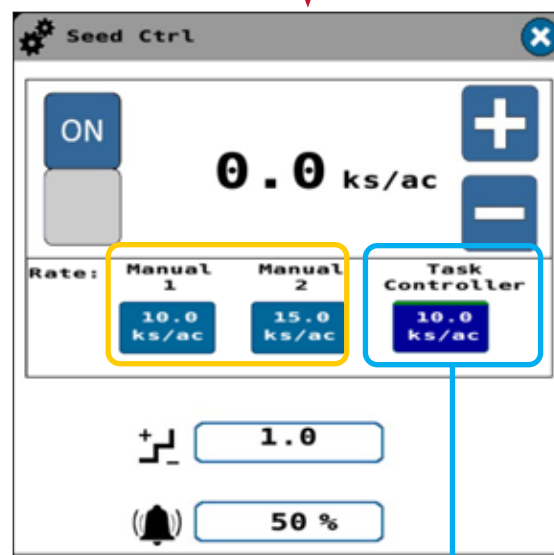 Seed Ctrl
ON
0.0 ks/ac
Rate:
Manual
1
Manual
2
Task
Controller
10.0
ks/ac
15.0
ks/ac
10.0
ks/ac
1.0
50 %